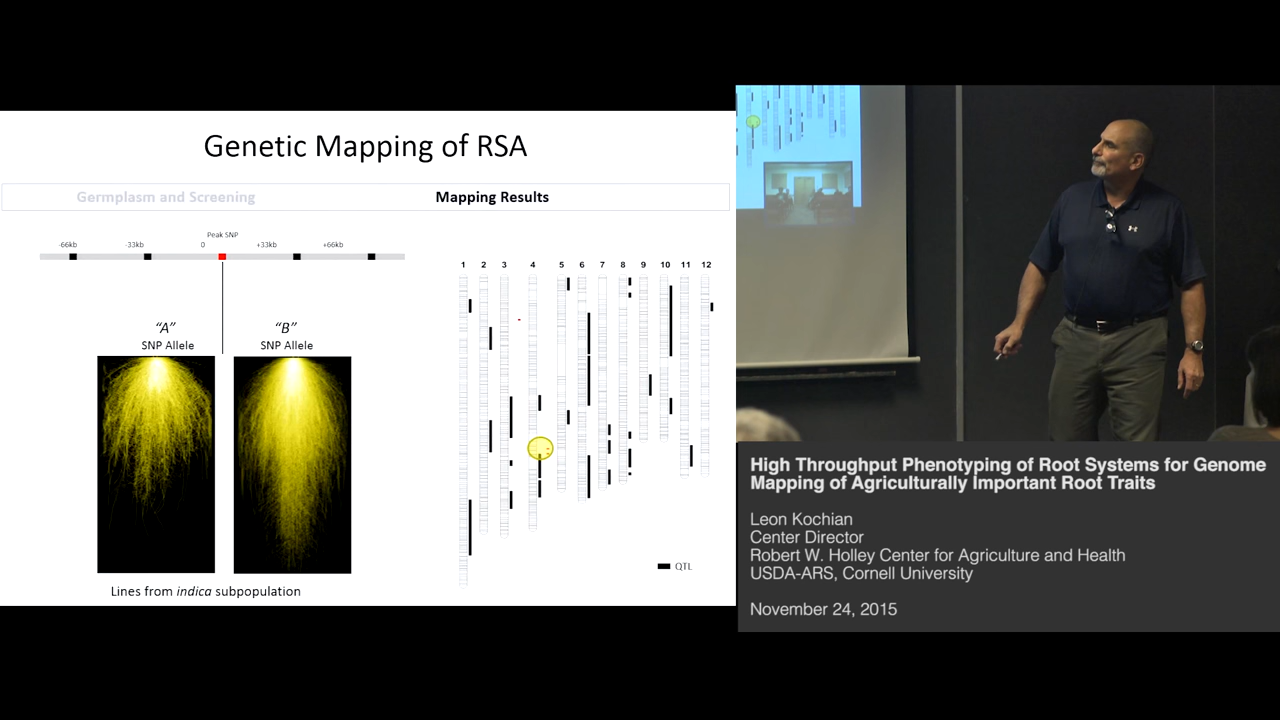 Genetic Mapping of RSA
Germplasm and Screening
Mapping Results
Peak SNP
-66kb -33kb 0 +33kb +66kb
“A” “B”
SNP Allele SNP Allele
Lines from indica subpopulation
1 2 3 4 5 6 7 8 9 10 11 12
QTL
High Throughput Phenotyping of Root Systems for Genome
Mapping of Agriculturally Important Root Traits
Leon Kochian
Center Director
Robert W. Holley Center for Agriculture and Health
USDA-ARS, Cornell University
November 24, 2015